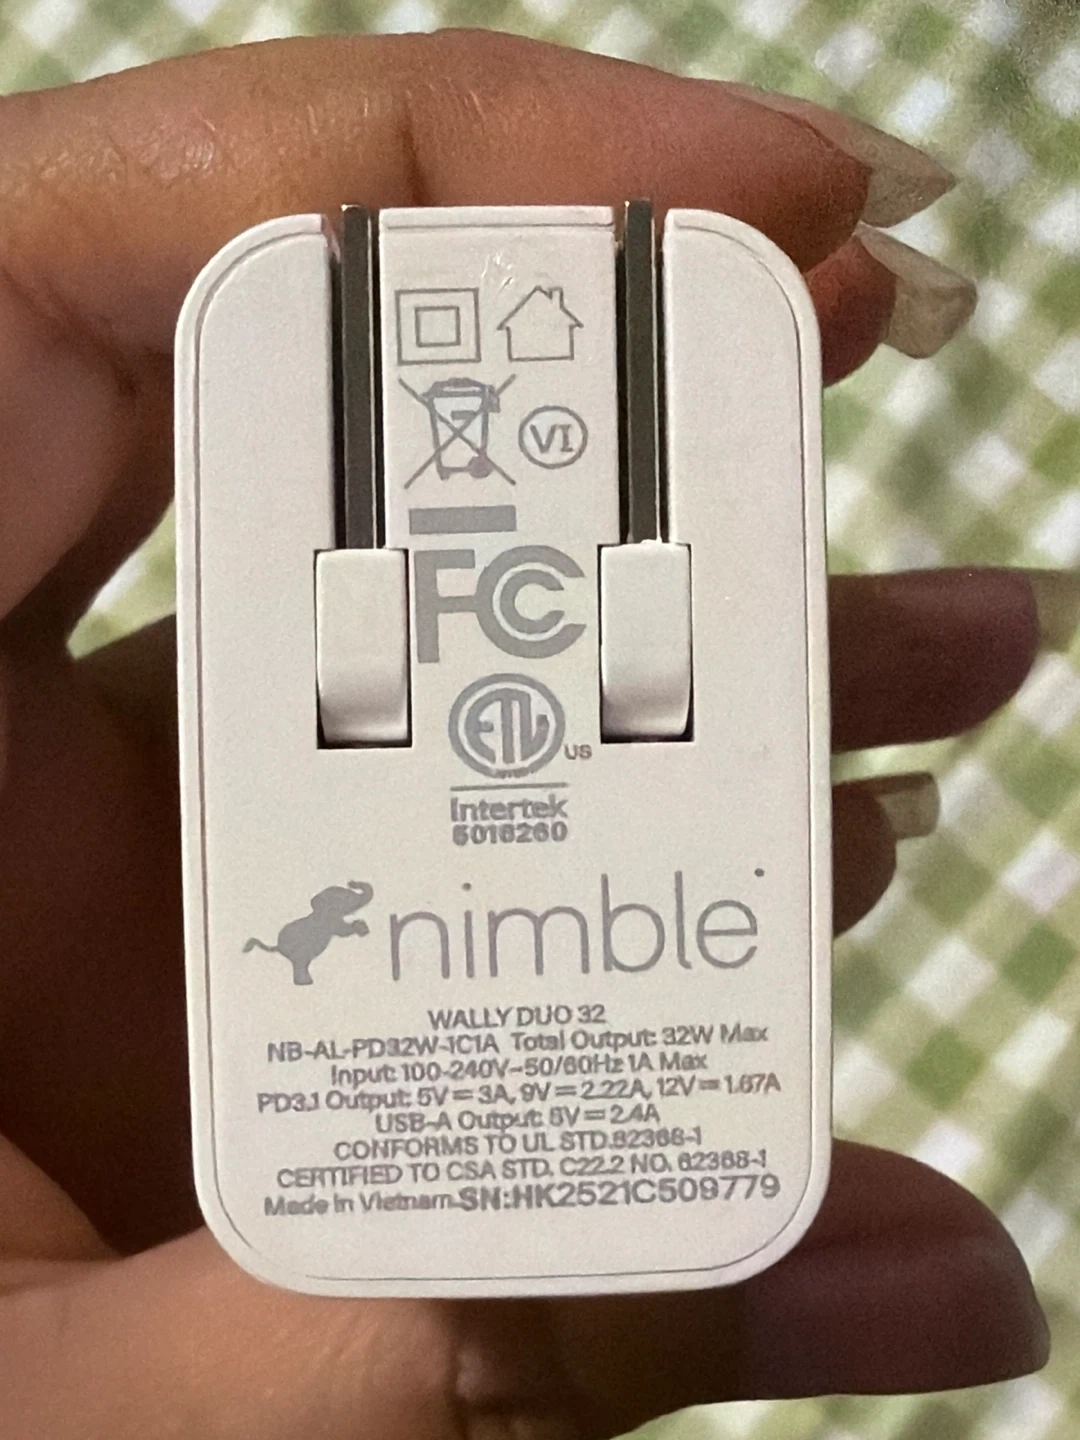 VI
FC
ETL US
Intertek
5016260
nimble
WALLY DUO 32
NB-AL-PD32W-1C1A Total Output: 32W Max
Input: 100-240V~50/60Hz 1A Max
PD3.1 Output: 5V⎓3A, 9V⎓2.22A, 12V⎓1.67A
USB-A Output: 5V⎓2.4A
CONFORMS TO UL STD.62368-1
CERTIFIED TO CSA STD. C22.2 NO. 62368-1
Made in Vietnam SN:HK2521C509779